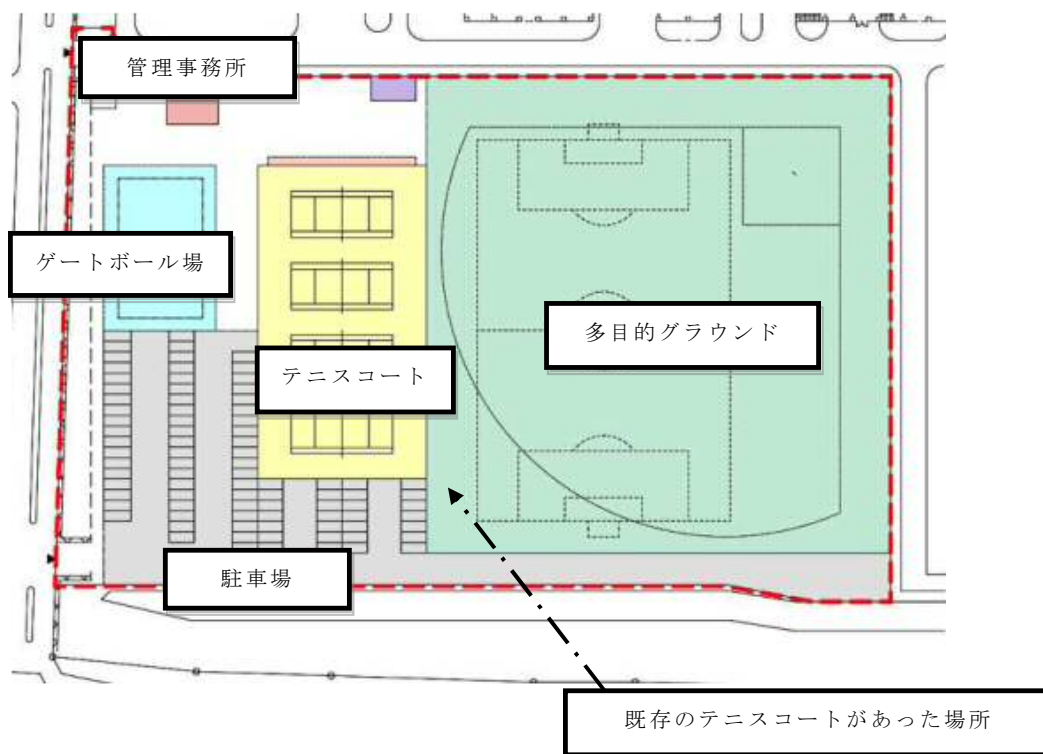 管理事務所
ゲートボール場
多目的グラウンド
テニスコート
駐車場
既存のテニスコートがあった場所